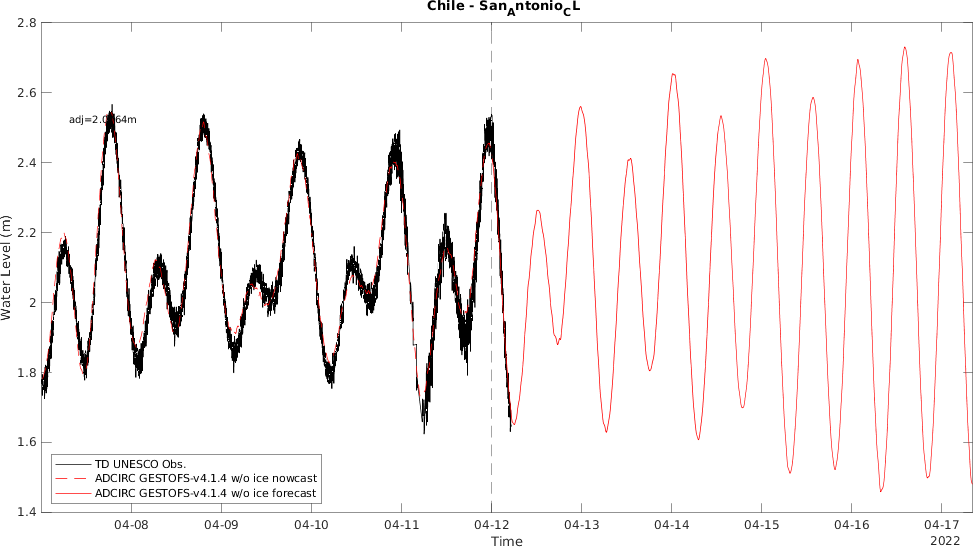 Chile - SanAntonioCL
2.8
2.6
2.4
2.2
2
1.8
1.6
1.4
Water Level (m)
TD UNESCO Obs.
ADCIRC GESTOFS-v4.1.4 w/o ice nowcast
ADCIRC GESTOFS-v4.1.4 w/o ice forecast
04-08 04-09 04-10 04-11 04-12 04-13 04-14 04-15 04-16 04-17
Time 2022